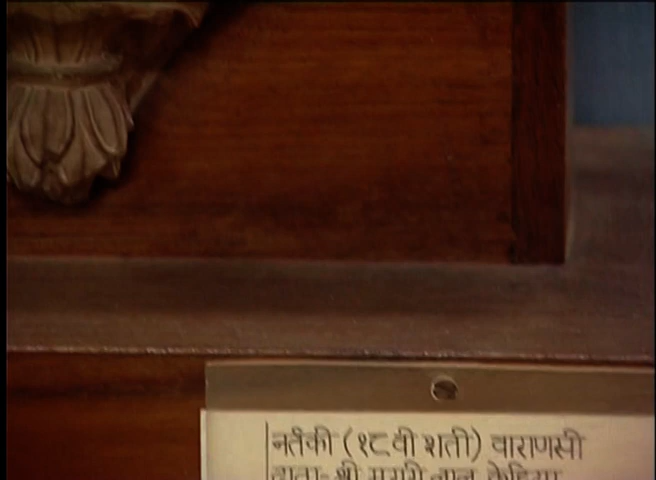 नर्तकी (१८वी शती) वाराणसी
दाता- श्री मुरारी लाल केडिया